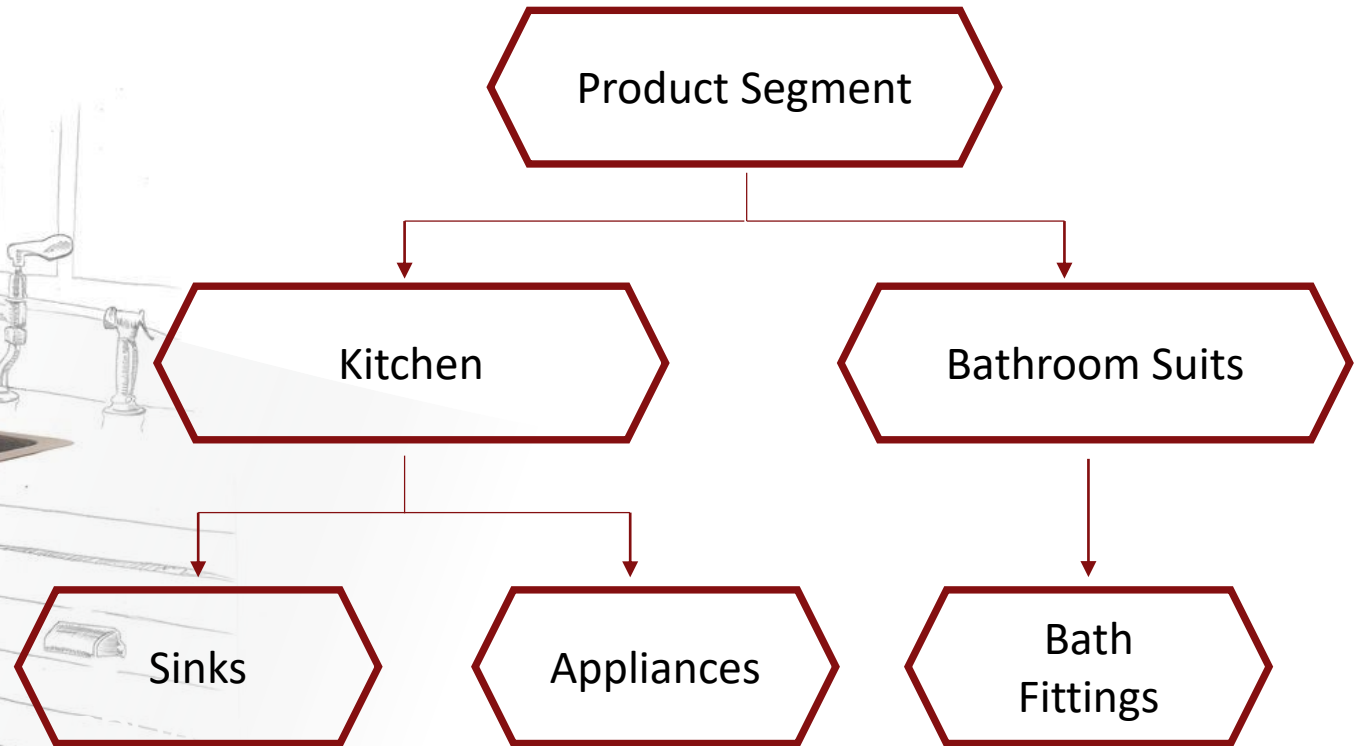 Product Segment
Kitchen
Bathroom Suits
Sinks
Appliances
Bath
Fittings